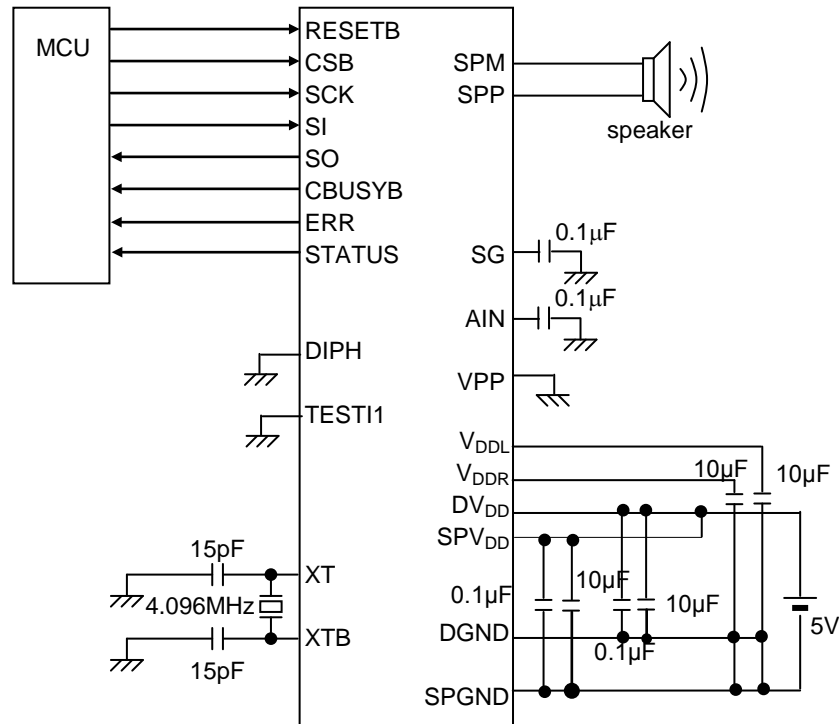 MCU
RESETB
CSB
SCK
SI
SO
CBUSYB
ERR
STATUS
DIPH
TESTI1
15pF
XT
4.096MHz
XTB
15pF
SPM
SPP
speaker
SG
0.1μF
AIN
0.1μF
VPP
VDDL
VDDR
DVDD
SPVDD
10μF
10μF
0.1μF
10μF
10μF
0.1μF
DGND
SPGND
5V